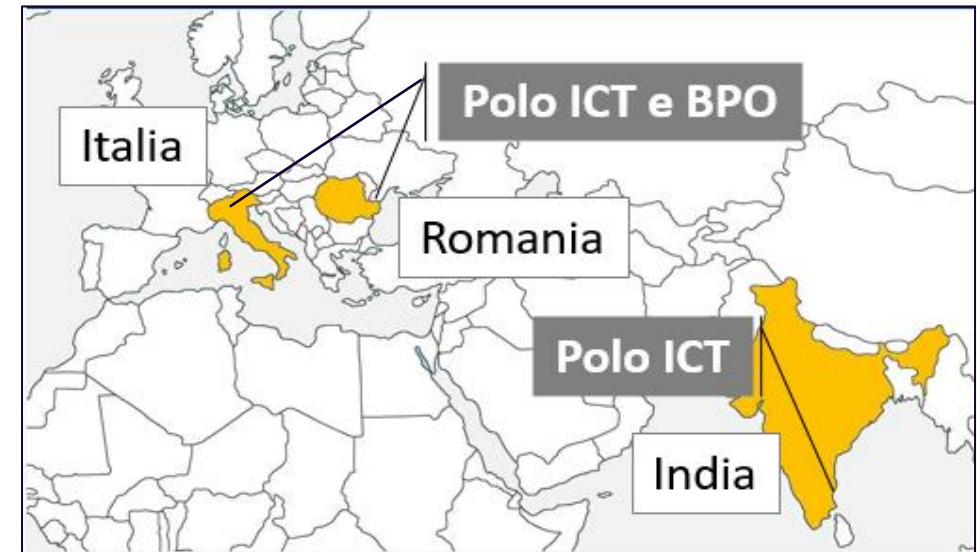 Polo ICT e BPO
Italia
Romania
Polo ICT
India